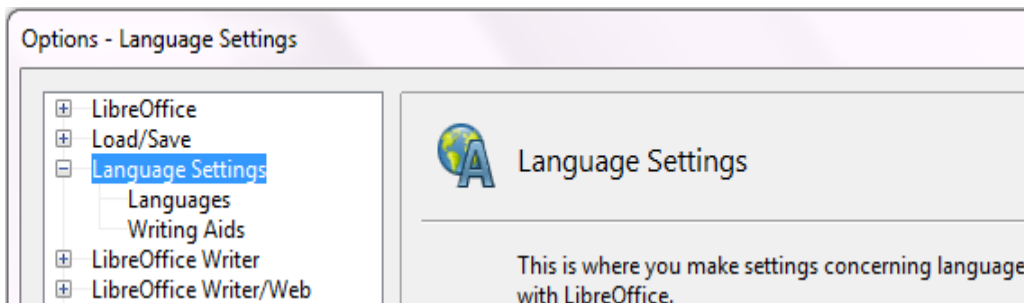 Options - Language Settings
LibreOffice
Load/Save
Language Settings
Languages
Writing Aids
LibreOffice Writer
LibreOffice Writer/Web
Language Settings
This is where you make settings concerning language
with LibreOffice.